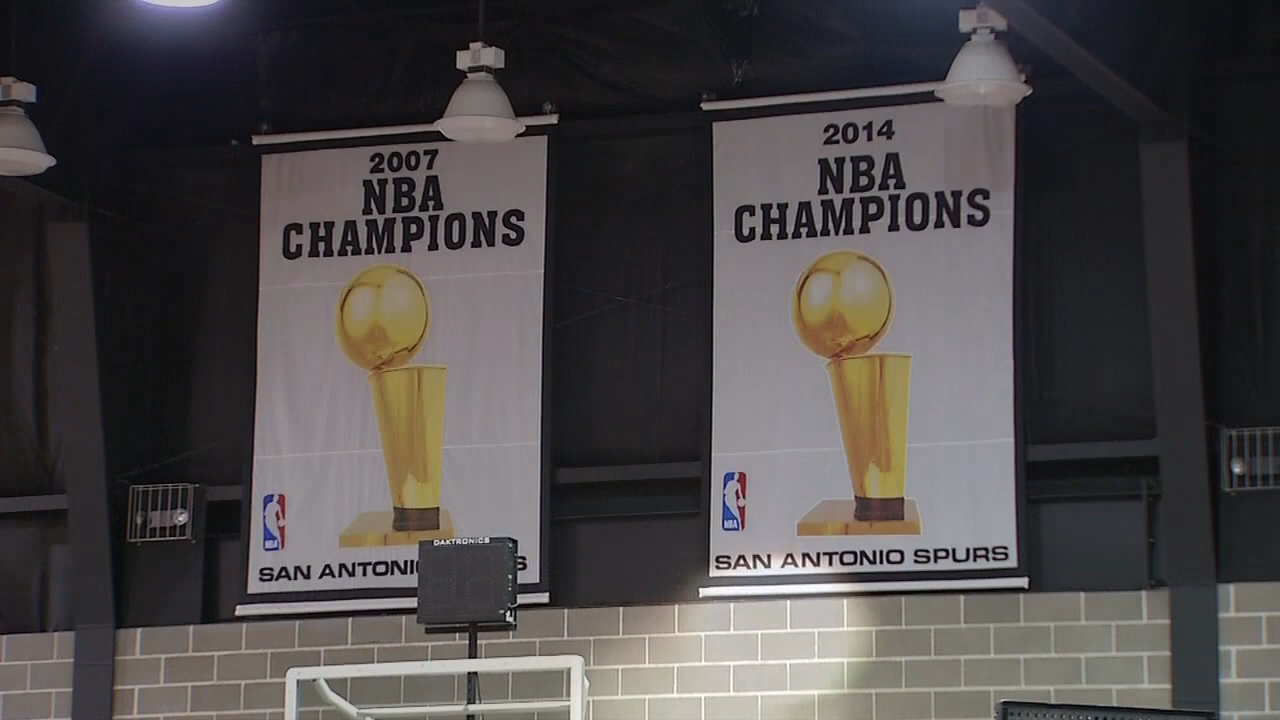 2007
NBA
CHAMPIONS
NBA
SAN ANTONIO S
DAKTRONICS
2014
NBA
CHAMPIONS
NBA
SAN ANTONIO SPURS